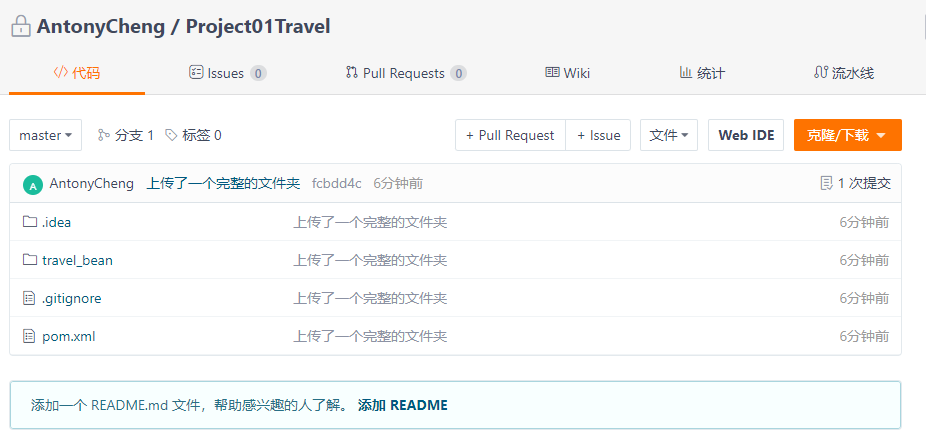 AntonyCheng / Project01Travel
代码 Issues 0 Pull Requests 0 Wiki 统计 流水线
master 分支 1 标签 0 + Pull Request + Issue 文件 Web IDE 克隆/下载
A AntonyCheng 上传了一个完整的文件夹 fcbdd4c 6分钟前 1 次提交
.idea 上传了一个完整的文件夹 6分钟前
travel_bean 上传了一个完整的文件夹 6分钟前
.gitignore 上传了一个完整的文件夹 6分钟前
pom.xml 上传了一个完整的文件夹 6分钟前
添加一个 README.md 文件，帮助感兴趣的人了解。 添加 README